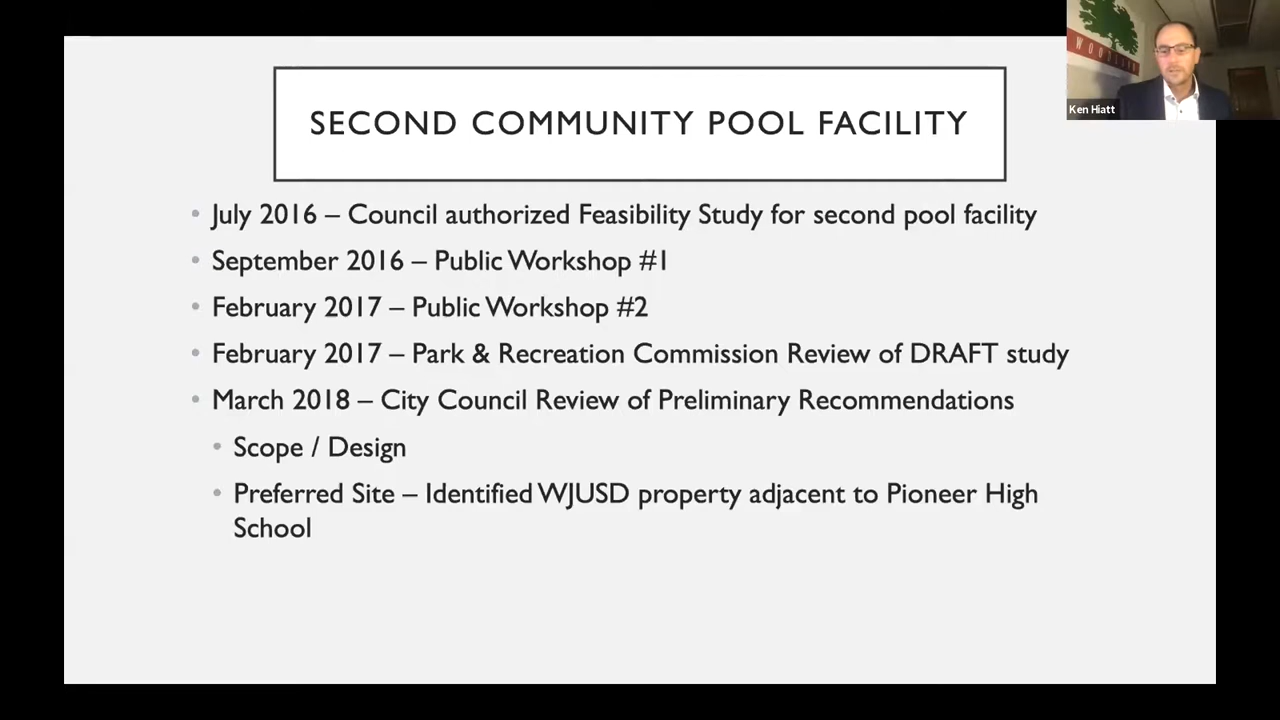 SECOND COMMUNITY POOL FACILITY
WOODLAND
Ken Hiatt
• July 2016 – Council authorized Feasibility Study for second pool facility
• September 2016 – Public Workshop #1
• February 2017 – Public Workshop #2
• February 2017 – Park & Recreation Commission Review of DRAFT study
• March 2018 – City Council Review of Preliminary Recommendations
• Scope / Design
• Preferred Site – Identified WJUSD property adjacent to Pioneer High
School